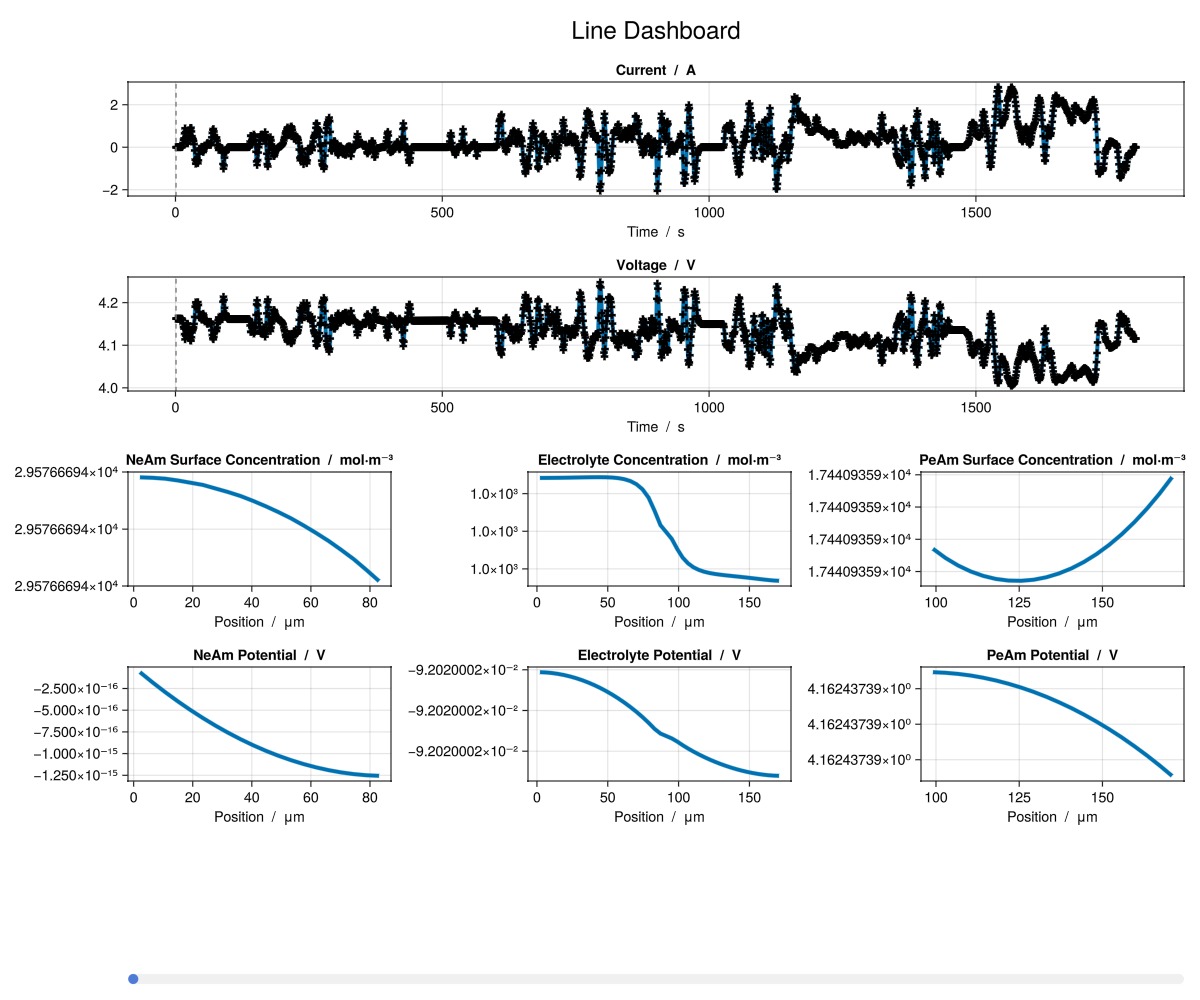 Line Dashboard
Current / A
2
0
−2
0 500 1000 1500
Time / s
Voltage / V
4.2
4.1
4.0
0 500 1000 1500
Time / s
NeAm Surface Concentration / mol·m⁻³
2.95766694×10⁴
2.95766694×10⁴
2.95766694×10⁴
0 20 40 60 80
Position / μm
Electrolyte Concentration / mol·m⁻³
1.0×10³
1.0×10³
1.0×10³
0 50 100 150
Position / μm
PeAm Surface Concentration / mol·m⁻³
1.74409359×10⁴
1.74409359×10⁴
1.74409359×10⁴
1.74409359×10⁴
100 125 150
Position / μm
NeAm Potential / V
−2.500×10⁻¹⁶
−5.000×10⁻¹⁶
−7.500×10⁻¹⁶
−1.000×10⁻¹⁵
−1.250×10⁻¹⁵
0 20 40 60 80
Position / μm
Electrolyte Potential / V
−9.2020002×10⁻²
−9.2020002×10⁻²
−9.2020002×10⁻²
0 50 100 150
Position / μm
PeAm Potential / V
4.16243739×10⁰
4.16243739×10⁰
4.16243739×10⁰
100 125 150
Position / μm